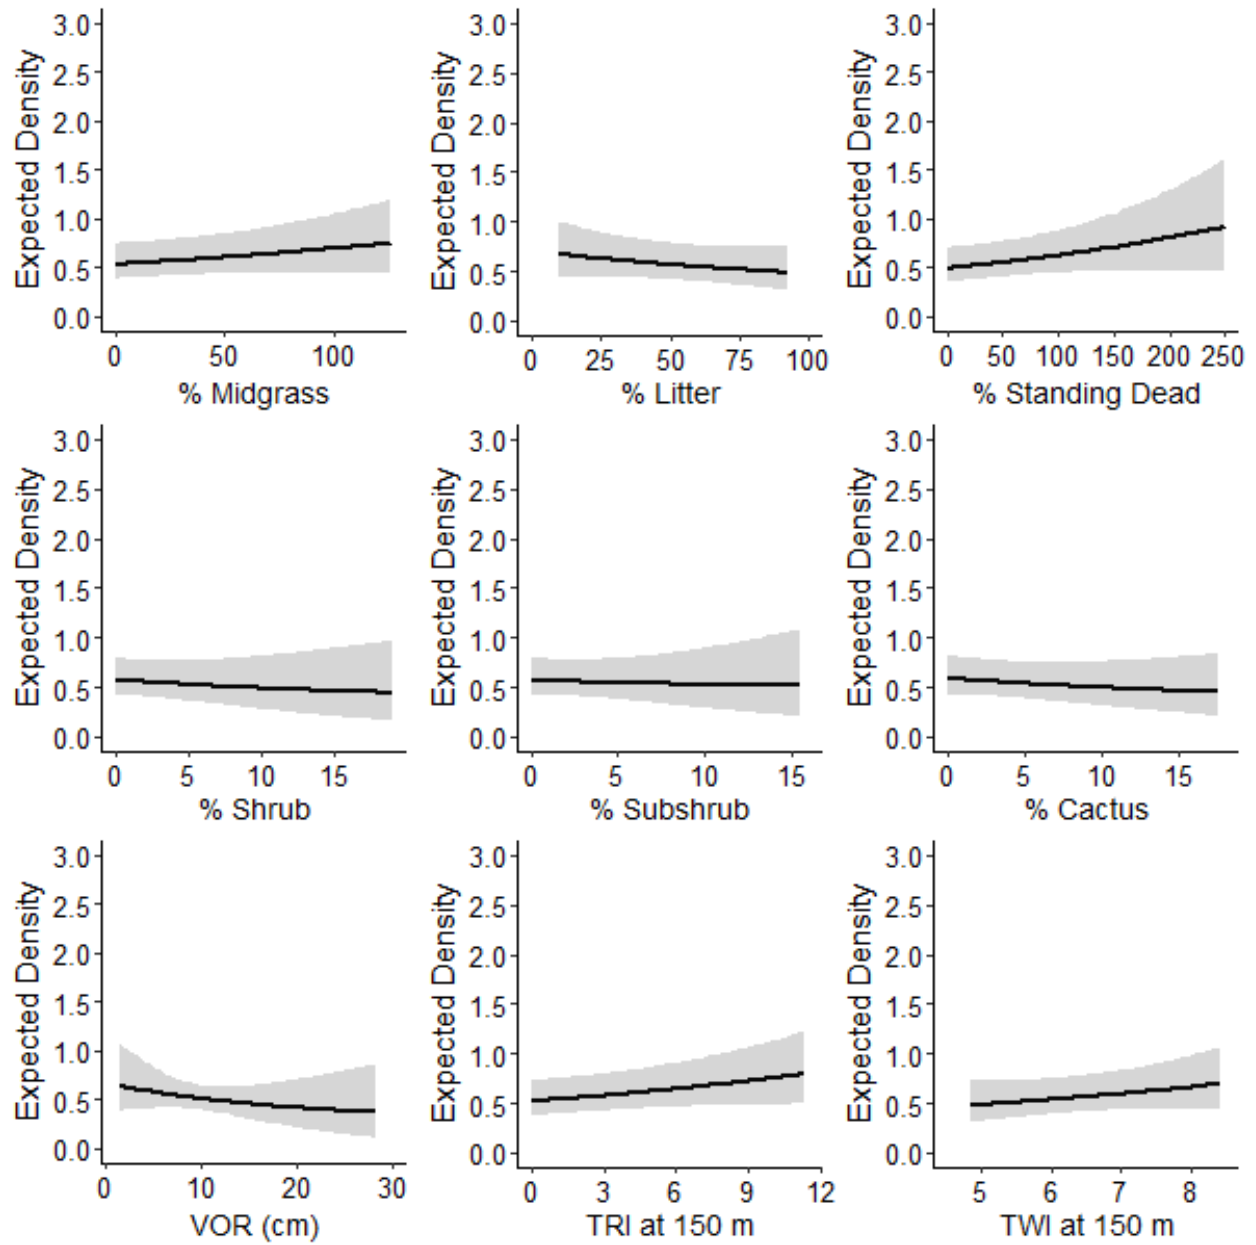 Expected Density
3.0
2.5
2.0
1.5
1.0
0.5
0.0
0 50 100
% Midgrass
Expected Density
3.0
2.5
2.0
1.5
1.0
0.5
0.0
0 25 50 75 100
% Litter
Expected Density
3.0
2.5
2.0
1.5
1.0
0.5
0.0
0 50 100 150 200 250
% Standing Dead
Expected Density
3.0
2.5
2.0
1.5
1.0
0.5
0.0
0 5 10 15
% Shrub
Expected Density
3.0
2.5
2.0
1.5
1.0
0.5
0.0
0 5 10 15
% Subshrub
Expected Density
3.0
2.5
2.0
1.5
1.0
0.5
0.0
0 5 10 15
% Cactus
Expected Density
3.0
2.5
2.0
1.5
1.0
0.5
0.0
0 10 20 30
VOR (cm)
Expected Density
3.0
2.5
2.0
1.5
1.0
0.5
0.0
0 3 6 9 12
TRI at 150 m
Expected Density
3.0
2.5
2.0
1.5
1.0
0.5
0.0
5 6 7 8
TWI at 150 m